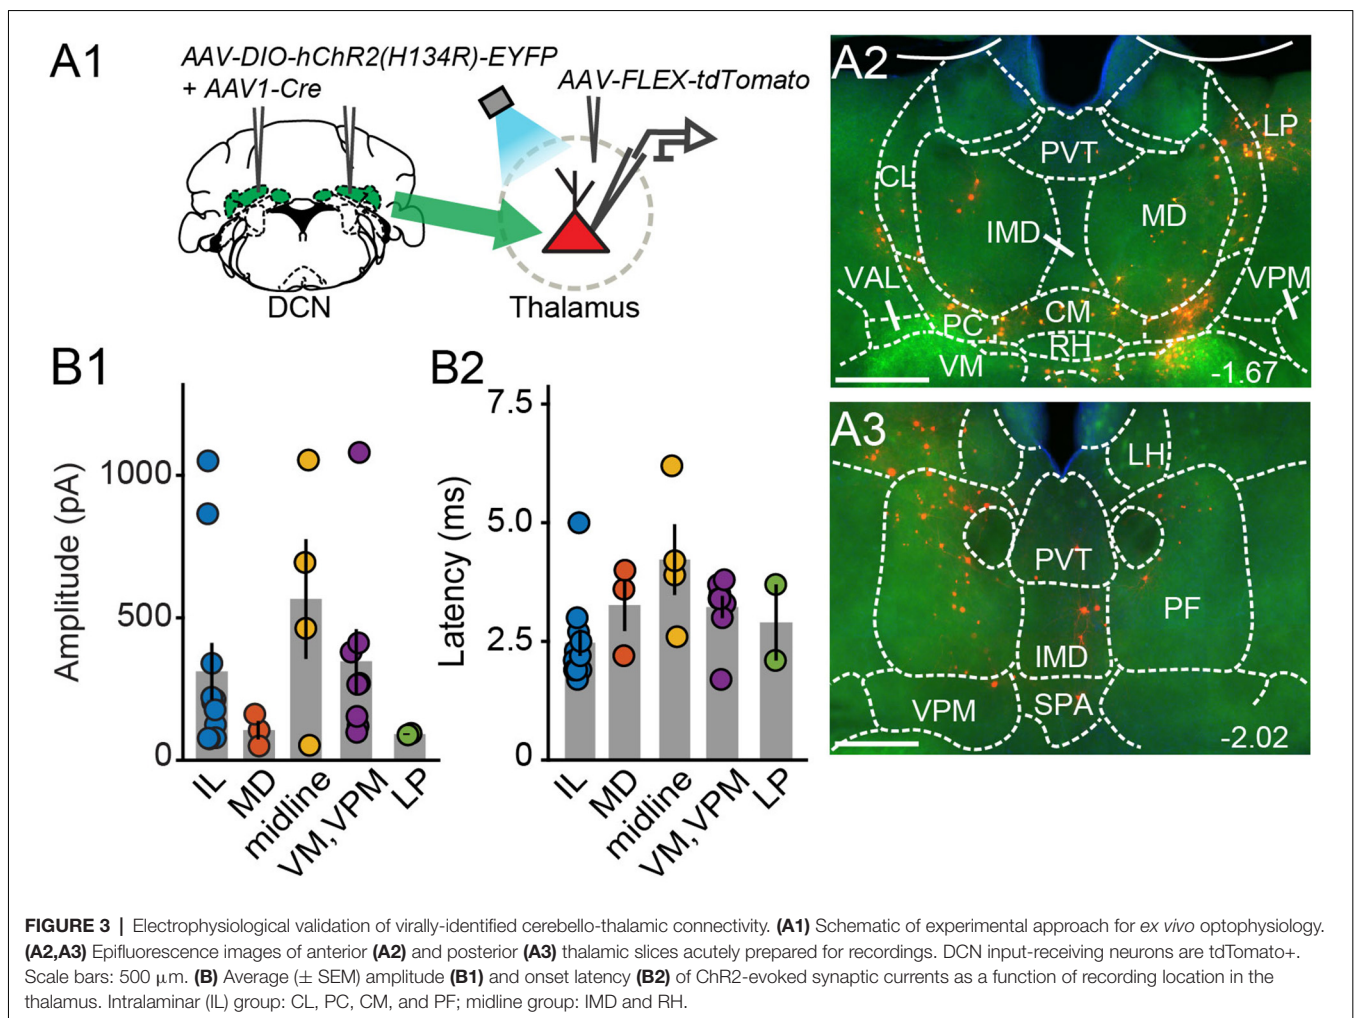 A1
AAV-DIO-hChR2(H134R)-EYFP
+ AAV1-Cre
AAV-FLEX-tdTomato
DCN
Thalamus
A2
LP
PVT
CL
MD
IMD
VAL
VPM
CM
PC
RH
VM
-1.67
B1
Amplitude (pA)
1000
500
0
IL
MD
midline
VM, VPM
LP
B2
Latency (ms)
7.5
5.0
2.5
0
IL
MD
midline
VM, VPM
LP
A3
LH
PVT
PF
IMD
VPM
SPA
-2.02
FIGURE 3 | Electrophysiological validation of virally-identified cerebello-thalamic connectivity. (A1) Schematic of experimental approach for ex vivo optophysiology.
(A2,A3) Epifluorescence images of anterior (A2) and posterior (A3) thalamic slices acutely prepared for recordings. DCN input-receiving neurons are tdTomato+.
Scale bars: 500 μm. (B) Average (± SEM) amplitude (B1) and onset latency (B2) of ChR2-evoked synaptic currents as a function of recording location in the
thalamus. Intralaminar (IL) group: CL, PC, CM, and PF; midline group: IMD and RH.